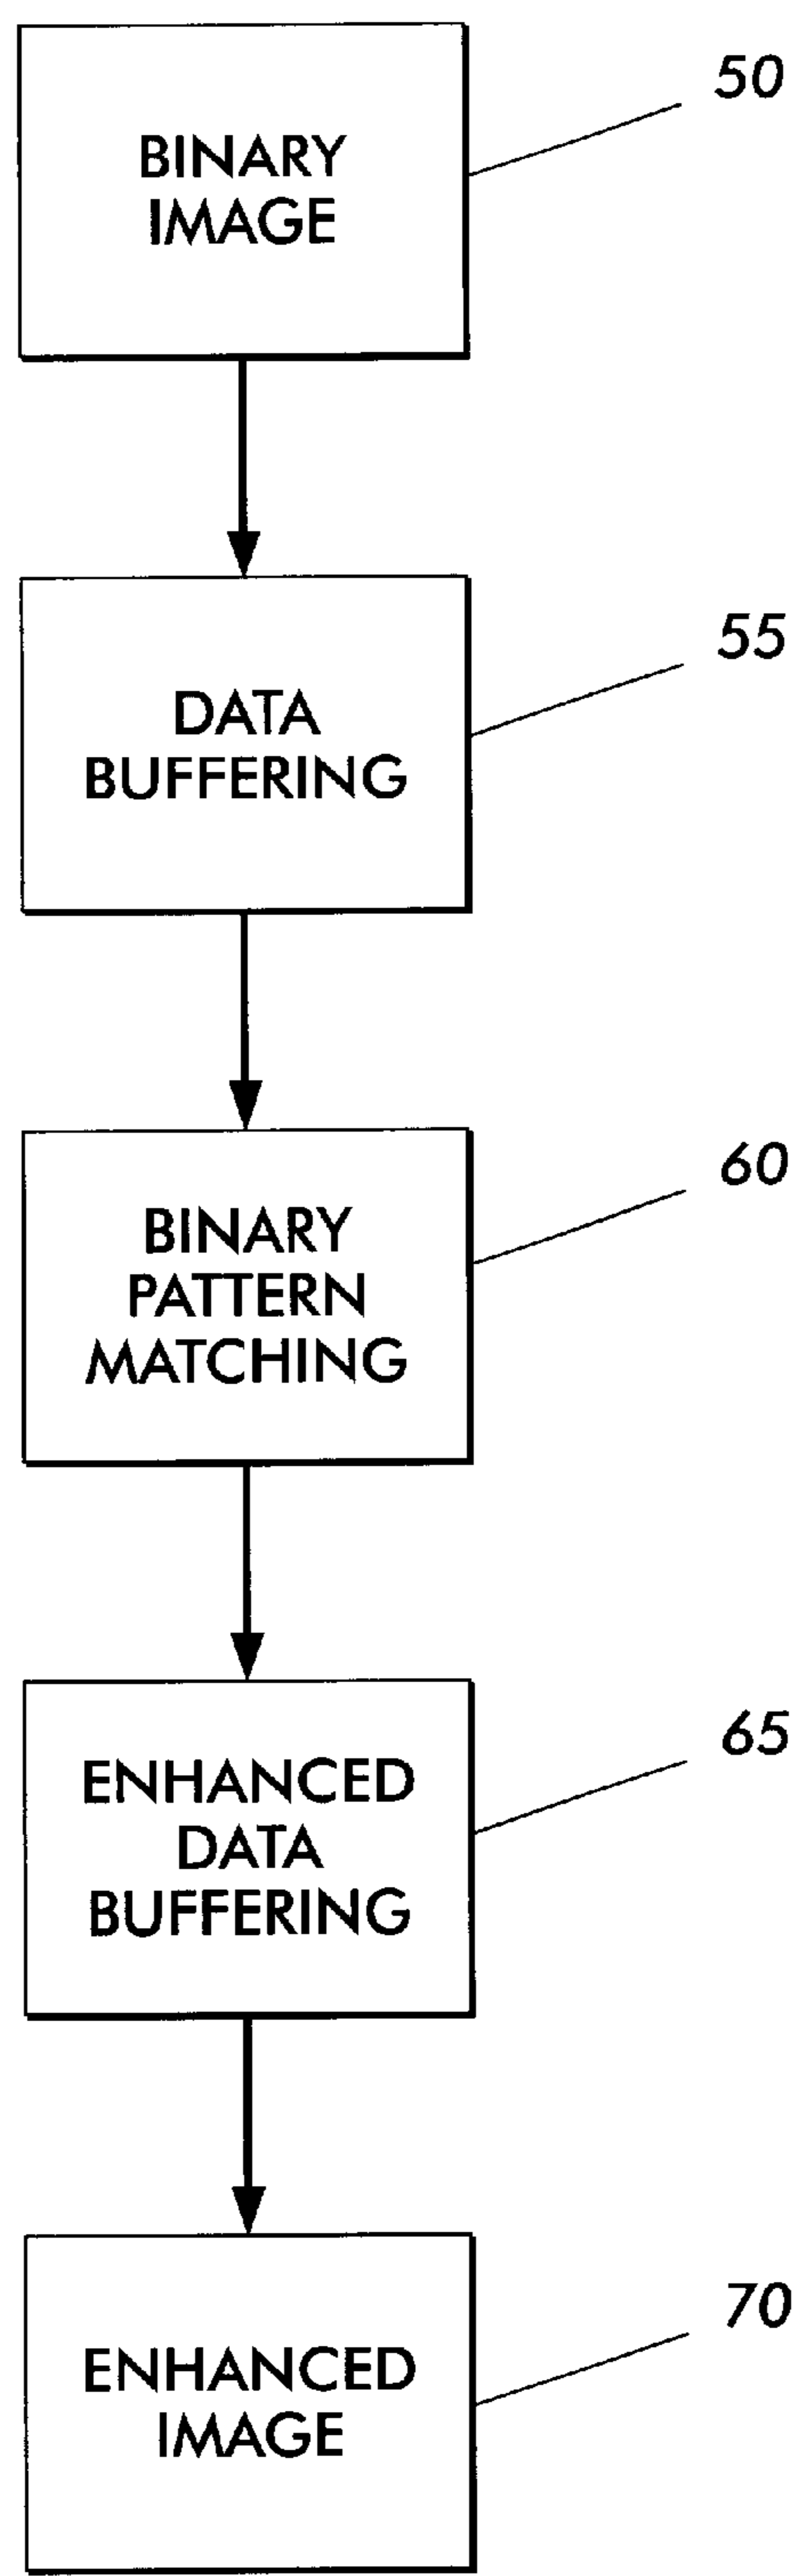 BINARY
IMAGE
50
DATA
BUFFERING
55
BINARY
PATTERN
MATCHING
60
ENHANCED
DATA
BUFFERING
65
ENHANCED
IMAGE
70